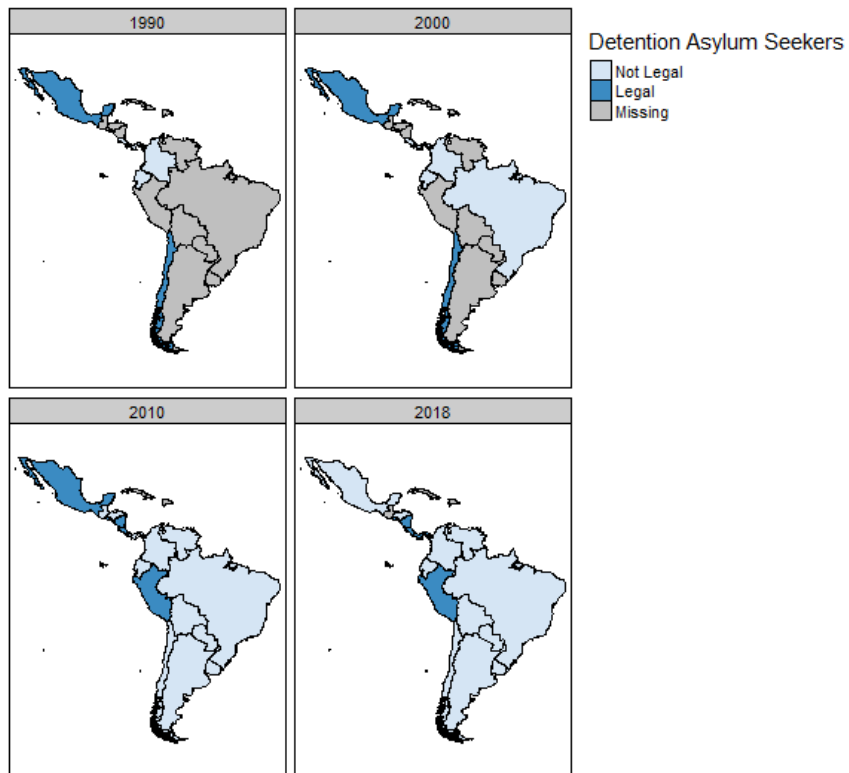 1990
2000
Detention Asylum Seekers
Not Legal
Legal
Missing
2010
2018